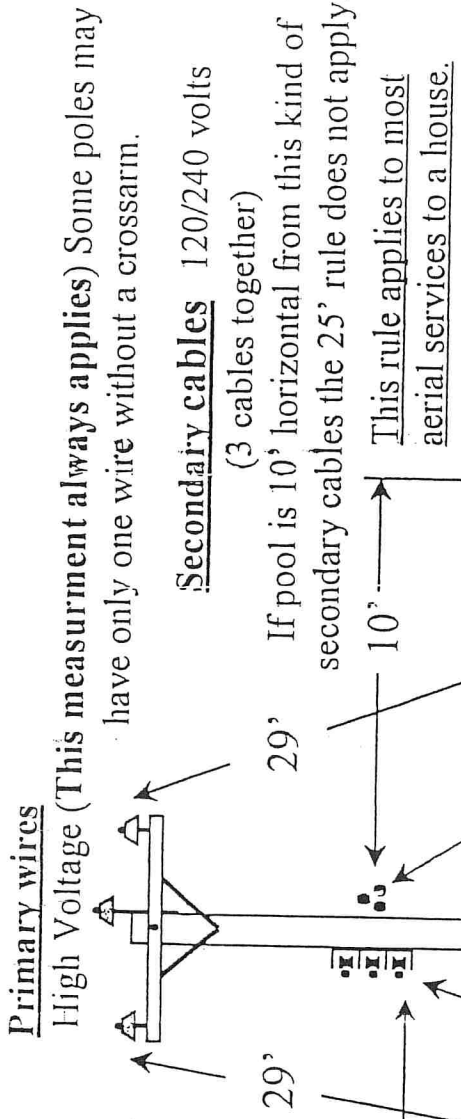 Primary wires
High Voltage (This measurment always applies) Some poles may
have only one wire without a crossarm.
Secondary cables 120/240 volts
(3 cables together)
If pool is 10' horizontal from this kind of
secondary cables the 25' rule does not apply
This rule applies to most
aerial services to a house.
29'
29'
10'